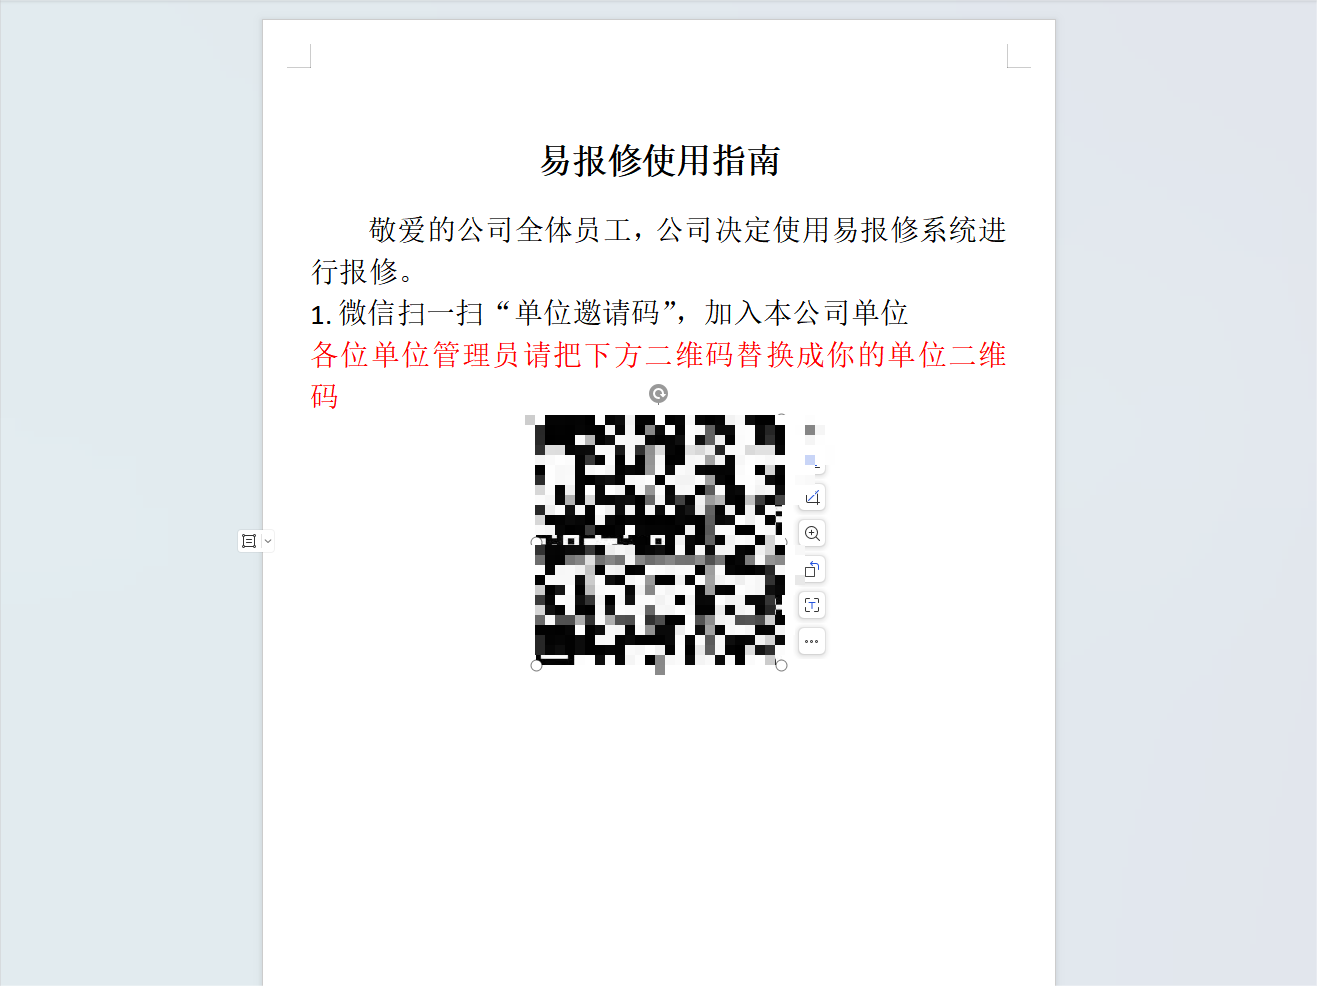 易报修使用指南
敬爱的公司全体员工，公司决定使用易报修系统进
行报修。
1. 微信扫一扫“单位邀请码”，加入本公司单位
各位单位管理员请把下方二维码替换成你的单位二维
码